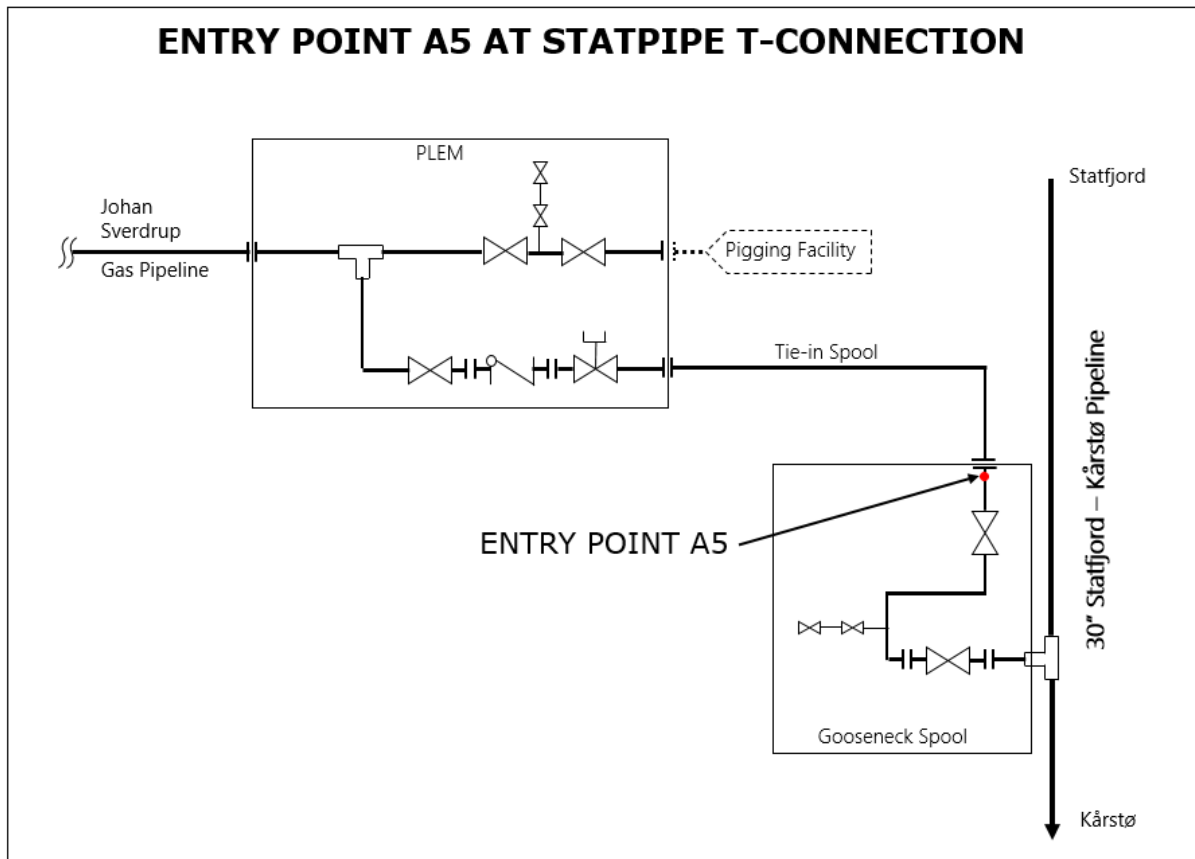 ENTRY POINT A5 AT STATPIPE T-CONNECTION
PLEM
Statfjord
Johan
Sverdrup
Gas Pipeline
Pigging Facility
Tie-in Spool
30" Statfjord – Kårstø Pipeline
ENTRY POINT A5
Gooseneck Spool
Kårstø